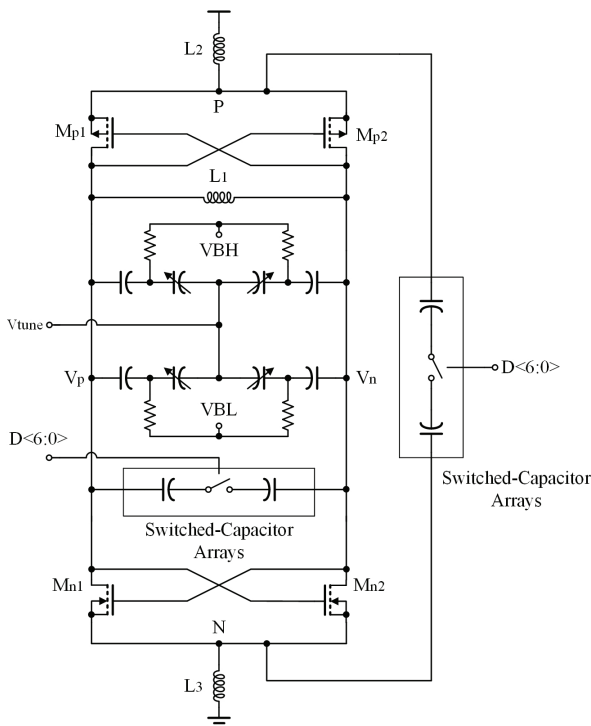 L2
P
Mp1
Mp2
L1
VBH
Vtune
Vp
Vn
D<6:0>
VBL
D<6:0>
Switched-Capacitor
Arrays
Switched-Capacitor
Arrays
Mn1
Mn2
N
L3